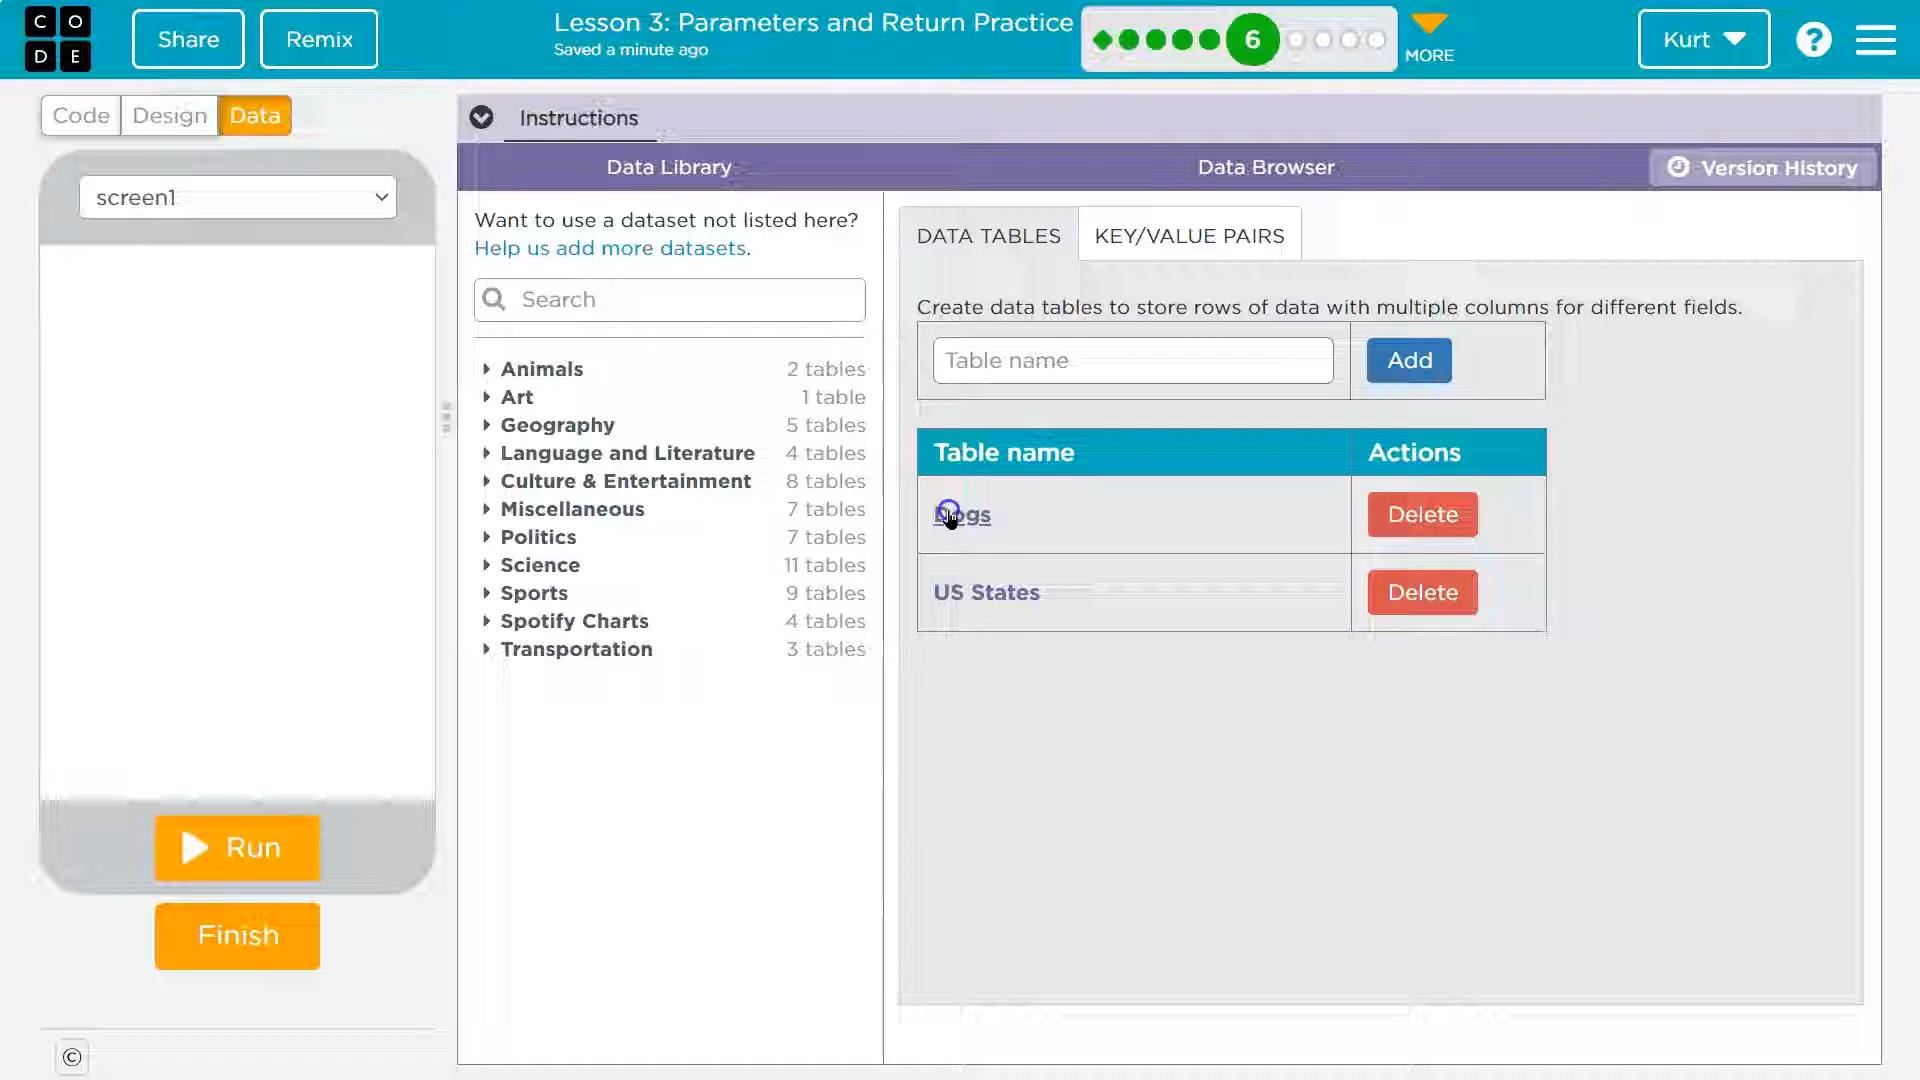 C O
D E
Share
Remix
Lesson 3: Parameters and Return Practice
Saved a minute ago
6
MORE
Kurt
?
Code
Design
Data
Instructions
Data Library
Data Browser
Version History
screen1
Want to use a dataset not listed here?
Help us add more datasets.
Search
Animals 2 tables
Art 1 table
Geography 5 tables
Language and Literature 4 tables
Culture & Entertainment 8 tables
Miscellaneous 7 tables
Politics 7 tables
Science 11 tables
Sports 9 tables
Spotify Charts 4 tables
Transportation 3 tables
DATA TABLES
KEY/VALUE PAIRS
Create data tables to store rows of data with multiple columns for different fields.
Table name
Add
Table name Actions
Dogs Delete
US States Delete
Run
Finish
©